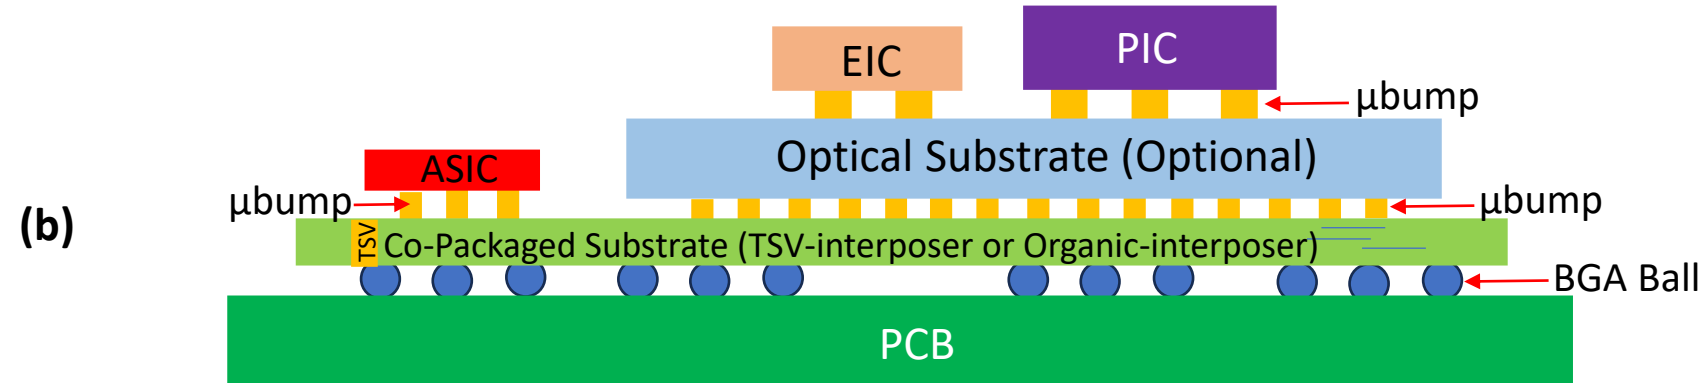 PIC
EIC
μbump
Optical Substrate (Optional)
ASIC
μbump
μbump
(b)
TSV
Co-Packaged Substrate (TSV-interposer or Organic-interposer)
BGA Ball
PCB